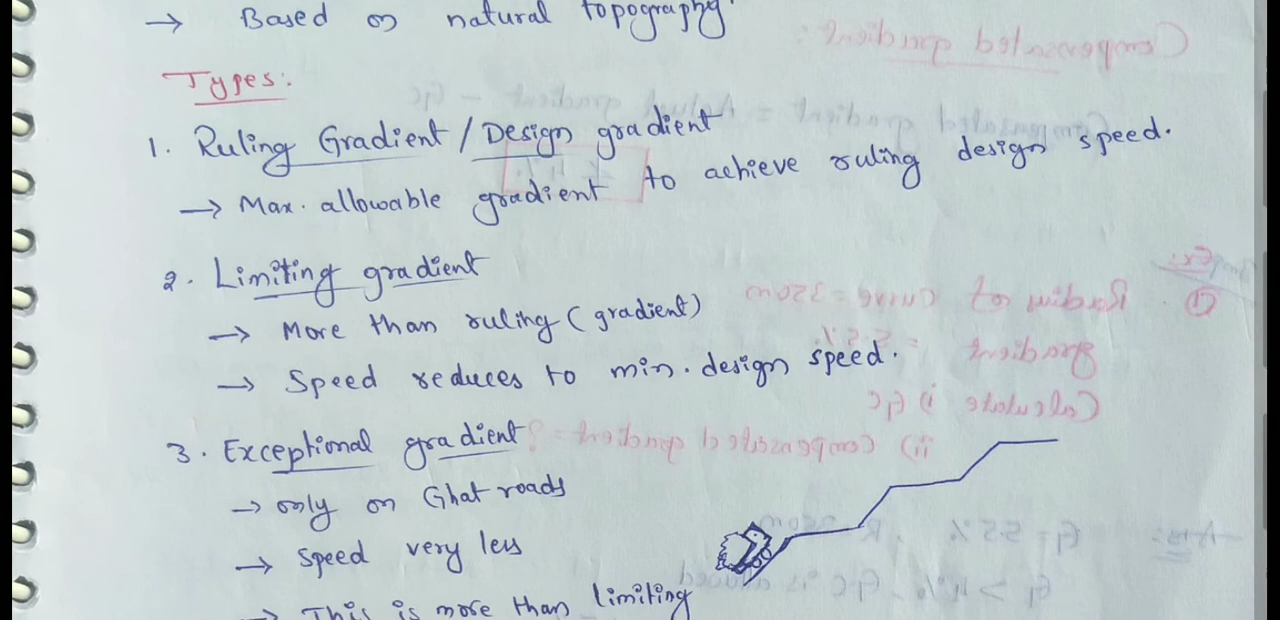 → Based on natural topography
Types:
1. Ruling Gradient / Design gradient
→ Max. allowable gradient to achieve ruling design speed.
2. Limiting gradient
→ More than ruling (gradient)
→ Speed reduces to min. design speed.
3. Exceptional gradient
→ only on Ghat roads
→ Speed very less
→ This is more than limiting